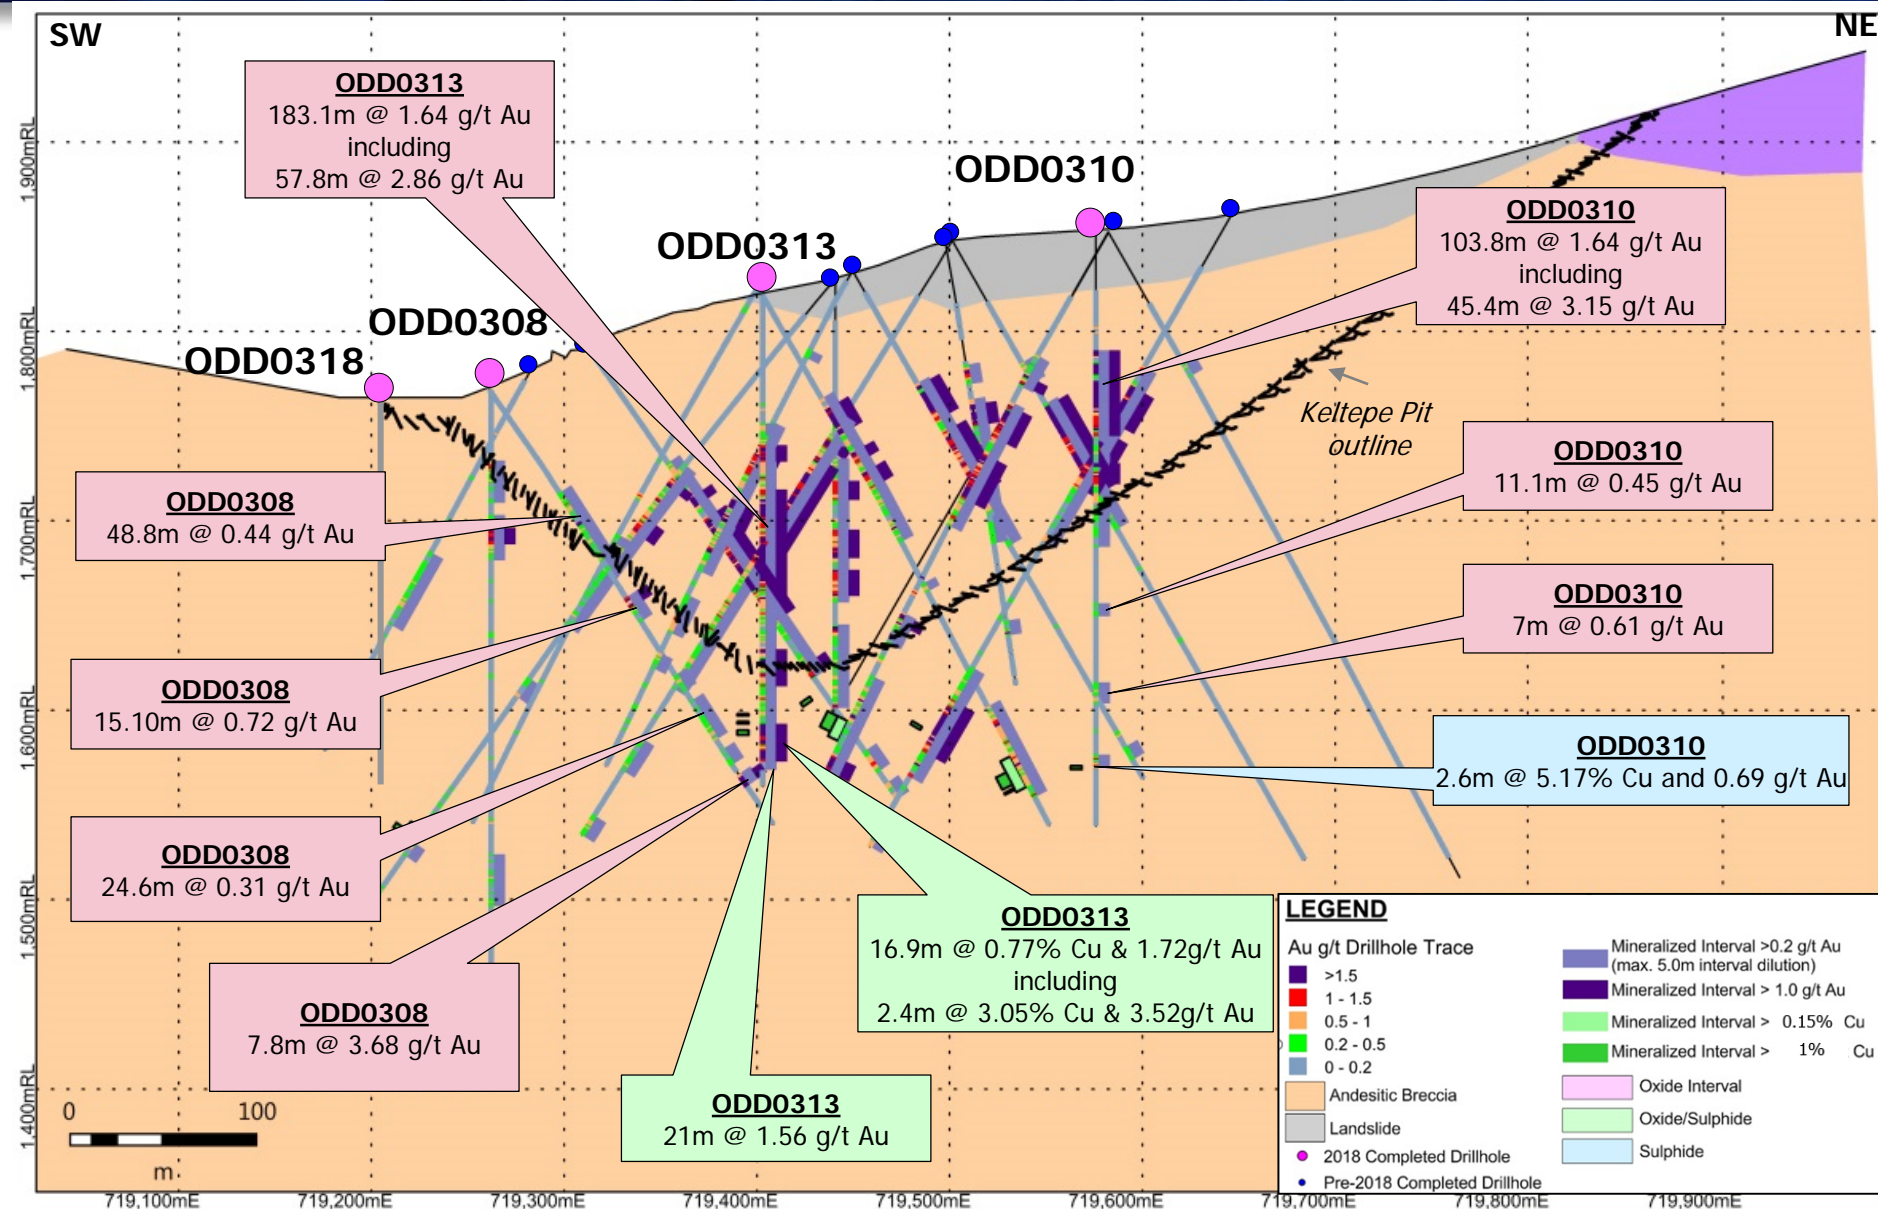 SW
NE
ODD0313
183.1m @ 1.64 g/t Au
including
57.8m @ 2.86 g/t Au
ODD0310
ODD0313
ODD0308
ODD0318
ODD0310
103.8m @ 1.64 g/t Au
including
45.4m @ 3.15 g/t Au
Keltepe Pit
outline
ODD0310
11.1m @ 0.45 g/t Au
ODD0308
48.8m @ 0.44 g/t Au
ODD0310
7m @ 0.61 g/t Au
ODD0308
15.10m @ 0.72 g/t Au
ODD0310
2.6m @ 5.17% Cu and 0.69 g/t Au
ODD0308
24.6m @ 0.31 g/t Au
ODD0313
16.9m @ 0.77% Cu & 1.72g/t Au
including
2.4m @ 3.05% Cu & 3.52g/t Au
ODD0308
7.8m @ 3.68 g/t Au
ODD0313
21m @ 1.56 g/t Au
1,900mRL
1,800mRL
1,700mRL
1,600mRL
1,500mRL
1,400mRL
0 100
m
719,100mE 719,200mE 719,300mE 719,400mE 719,500mE 719,600mE 719,700mE 719,800mE 719,900mE
LEGEND
Au g/t Drillhole Trace
>1.5
1 - 1.5
0.5 - 1
0.2 - 0.5
0 - 0.2
Andesitic Breccia
Landslide
2018 Completed Drillhole
Pre-2018 Completed Drillhole
Mineralized Interval >0.2 g/t Au
(max. 5.0m interval dilution)
Mineralized Interval > 1.0 g/t Au
Mineralized Interval > 0.15% Cu
Mineralized Interval > 1% Cu
Oxide Interval
Oxide/Sulphide
Sulphide